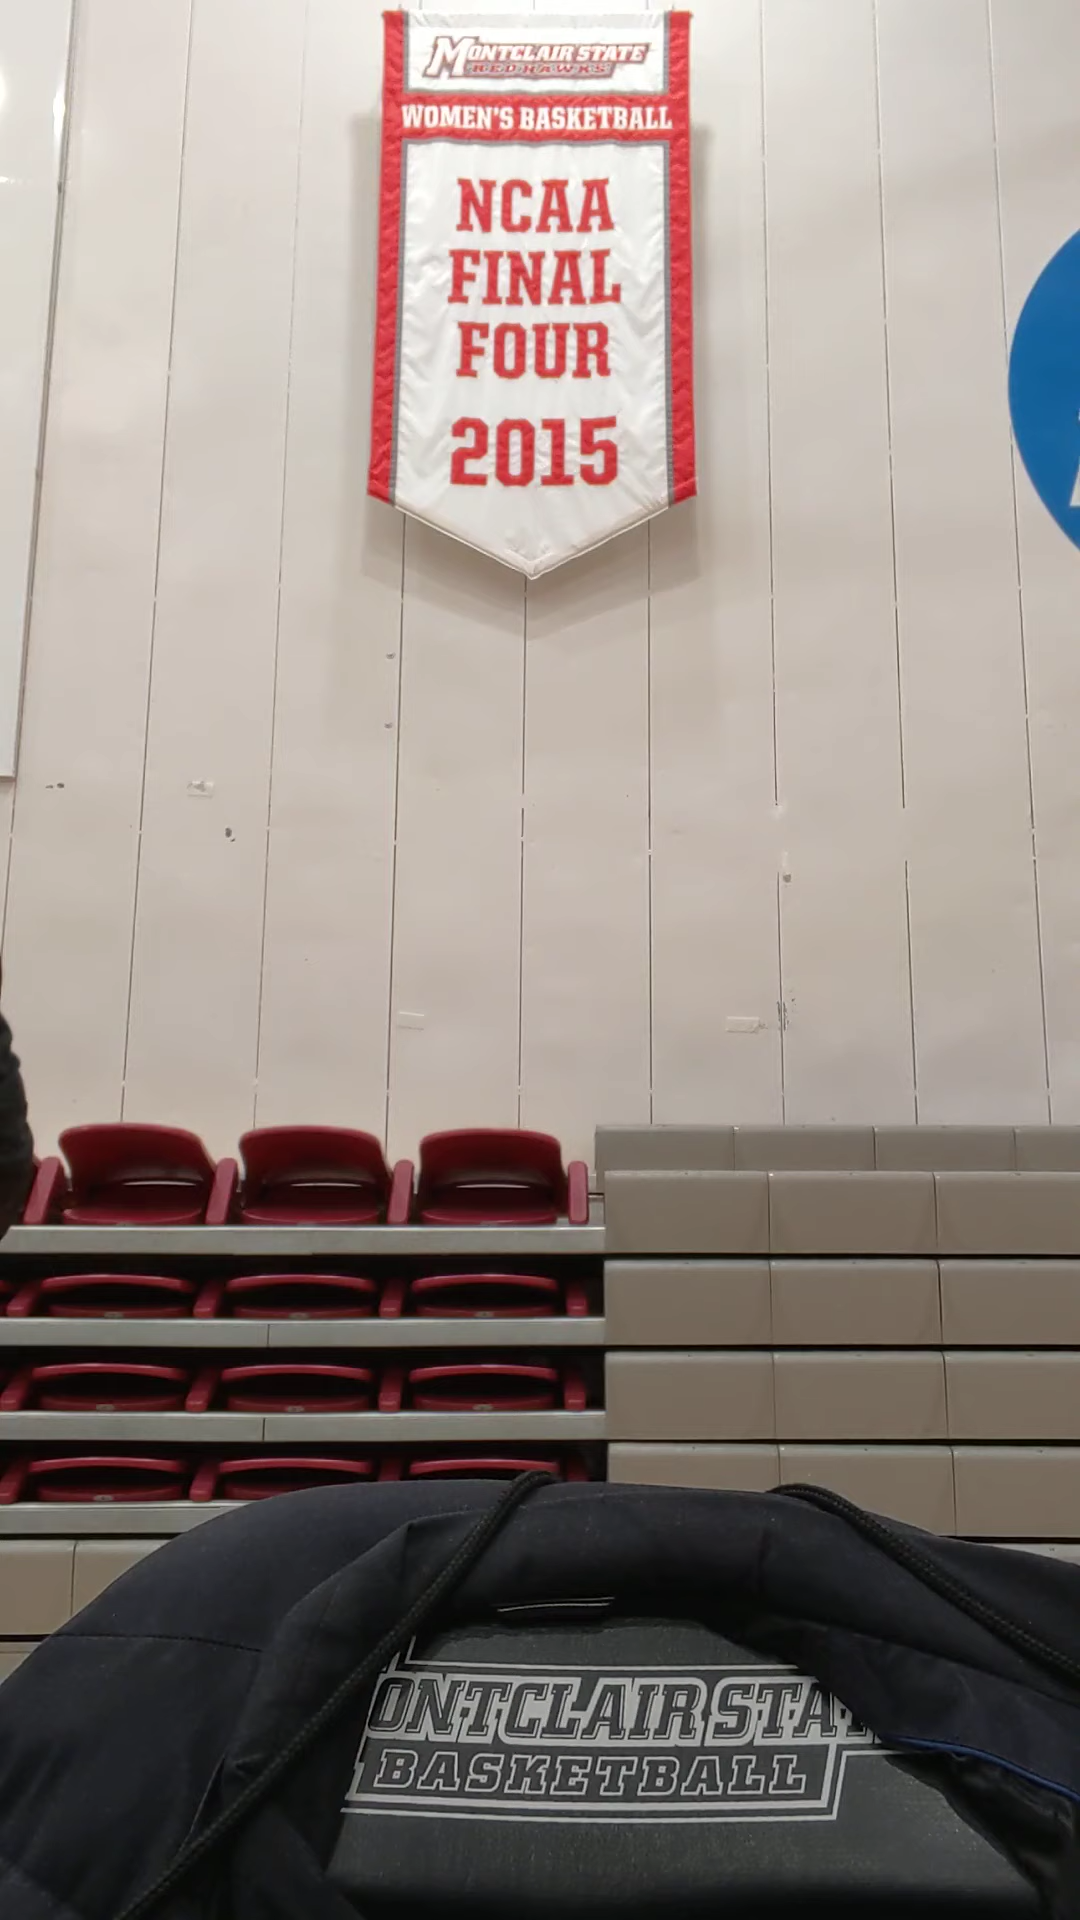 MONTCLAIR STATE
RED HAWKS
WOMEN'S BASKETBALL
NCAA
FINAL
FOUR
2015
ONTCLAIR STA
BASKETBALL